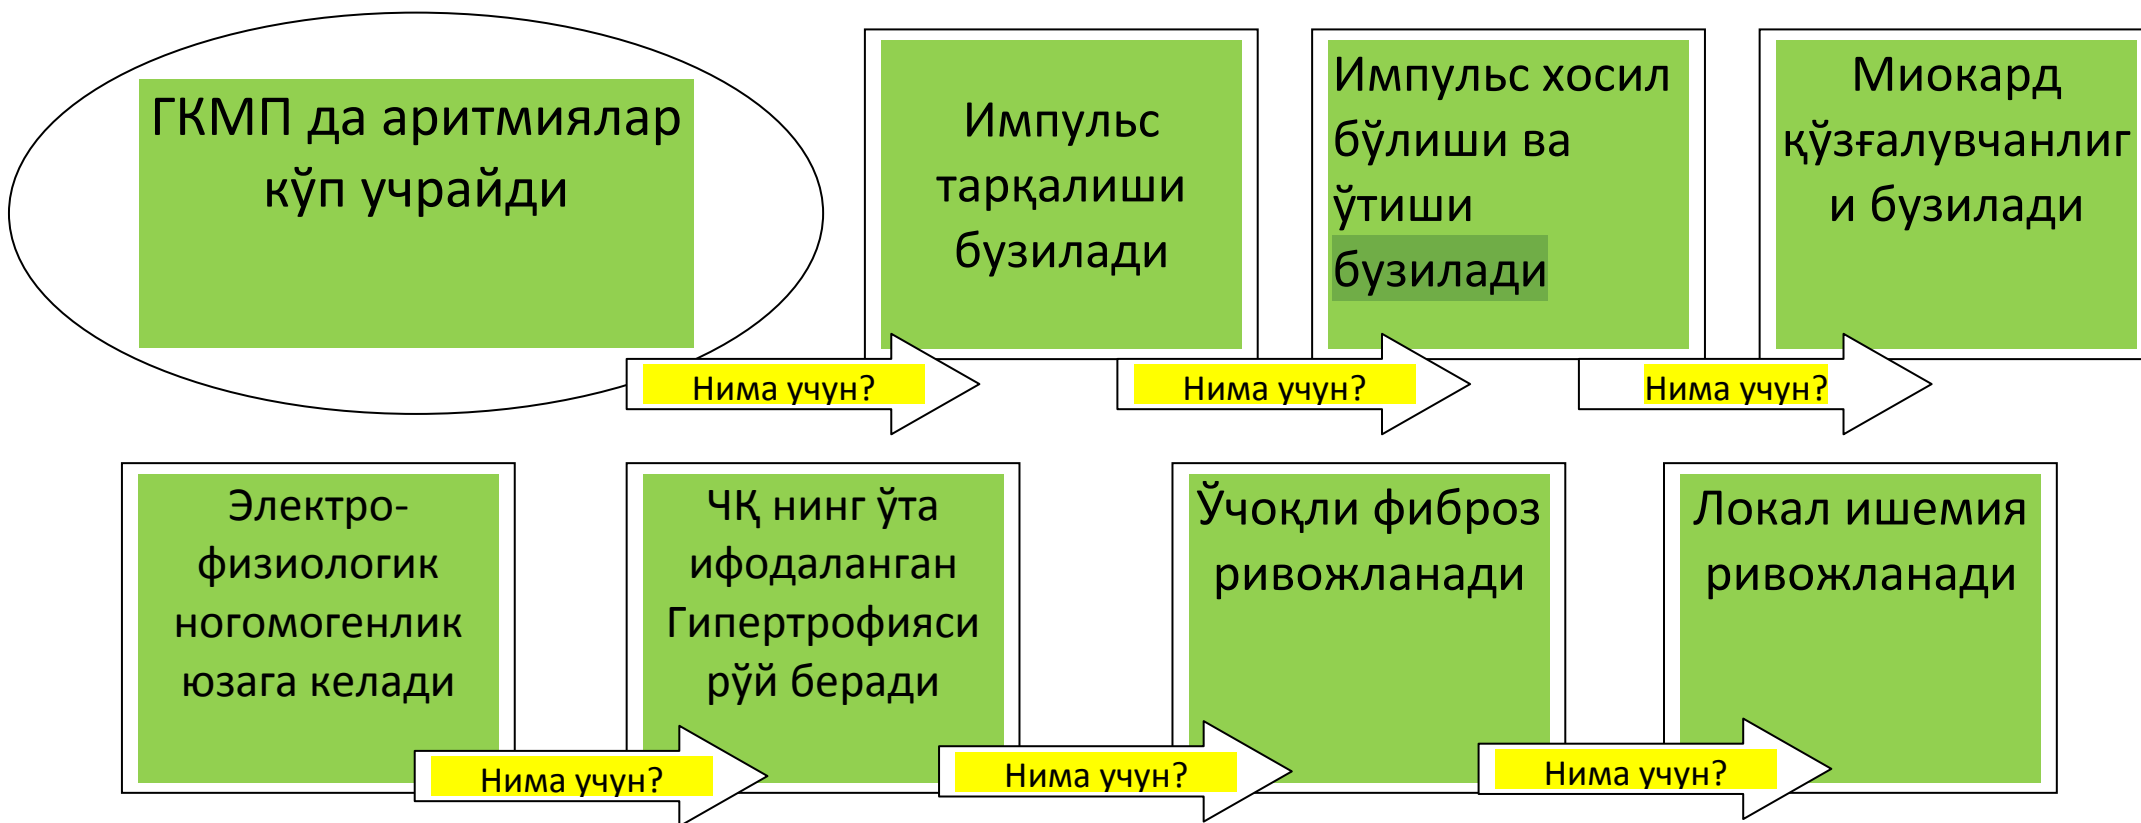 ГКМП да аритмиялар
кўп учрайди
Импульс
тарқалиши
бузилади
Импульс хосил
бўлиши ва
ўтиши
бузилади
Миокард
қўзғалувчанлиг
и бузилади
Нима учун?
Нима учун?
Нима учун?
Электро-
физиологик
ногомогенлик
юзага келади
ЧҚ нинг ўта
ифодаланган
Гипертрофияси
рўй беради
Ўчоқли фиброз
ривожланади
Локал ишемия
ривожланади
Нима учун?
Нима учун?
Нима учун?